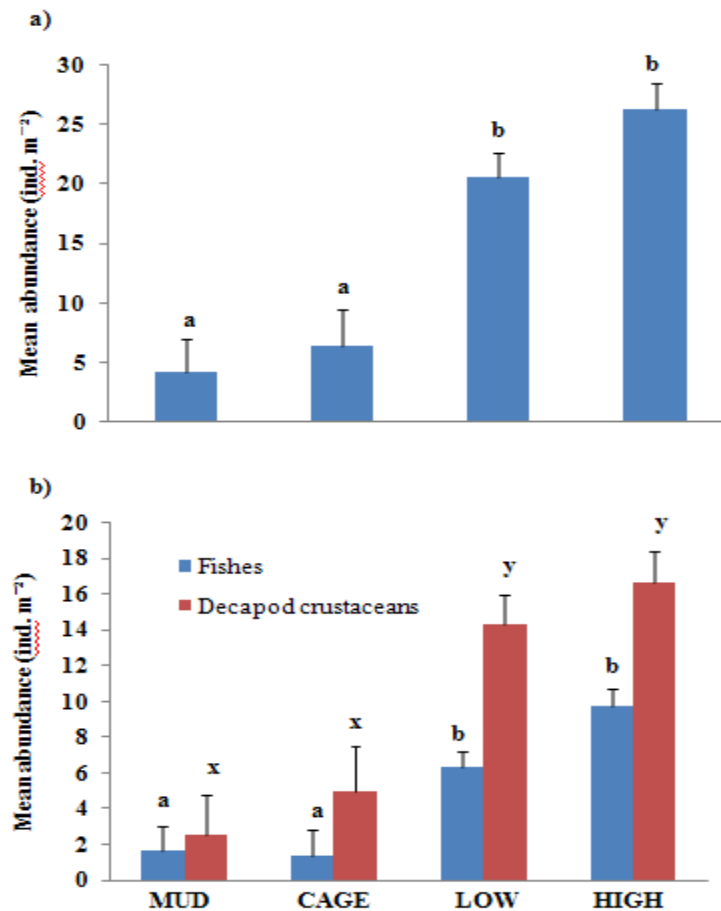 a)
Mean abundance (ind. m⁻²)
30
25
20
15
10
5
0
a
a
b
b
b)
Mean abundance (ind. m⁻²)
20
18
16
14
12
10
8
6
4
2
0
Fishes
Decapod crustaceans
a
x
a
x
b
y
b
y
MUD CAGE LOW HIGH